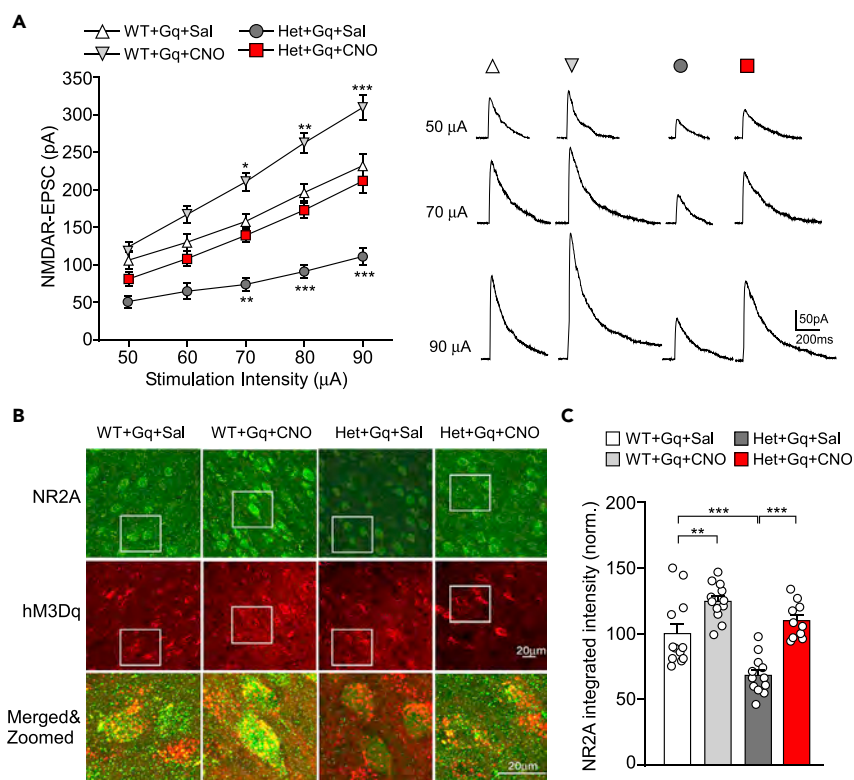 A
WT+Gq+Sal
Het+Gq+Sal
WT+Gq+CNO
Het+Gq+CNO
NMDAR-EPSC (pA)
350
300
250
200
150
100
50
0
***
**
*
**
***
***
50 60 70 80 90
Stimulation Intensity (μA)
50 μA
70 μA
90 μA
50pA
200ms
B
WT+Gq+Sal WT+Gq+CNO Het+Gq+Sal Het+Gq+CNO
NR2A
hM3Dq
20μm
Merged&
Zoomed
20μm
C
WT+Gq+Sal Het+Gq+Sal
WT+Gq+CNO Het+Gq+CNO
NR2A integrated intensity (norm.)
200
150
100
50
0
*** ***
**